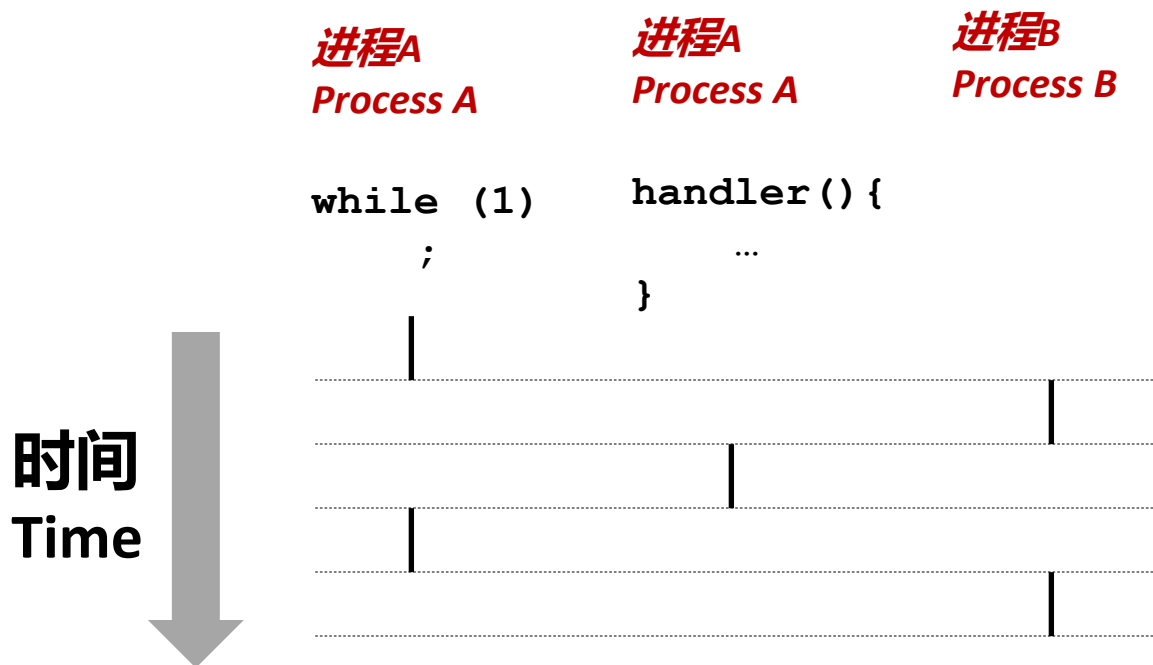 进程A
Process A
进程A
Process A
进程B
Process B
while (1)
;
handler(){
…
}
时间
Time